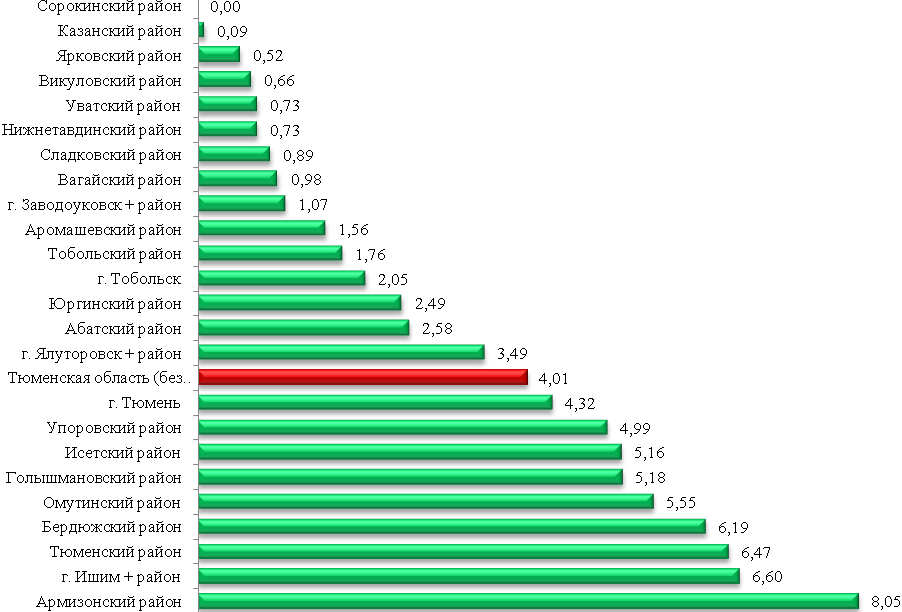 Сорокинский район 0,00
Казанский район 0,09
Ярковский район 0,52
Викуловский район 0,66
Уватский район 0,73
Нижнетавдинский район 0,73
Сладковский район 0,89
Вагайский район 0,98
г. Заводоуковск + район 1,07
Аромашевский район 1,56
Тобольский район 1,76
г. Тобольск 2,05
Юргинский район 2,49
Абатский район 2,58
г. Ялуторовск + район 3,49
Тюменская область (без.. 4,01
г. Тюмень 4,32
Упоровский район 4,99
Исетский район 5,16
Голышмановский район 5,18
Омутинский район 5,55
Бердюжский район 6,19
Тюменский район 6,47
г. Ишим + район 6,60
Армизонский район 8,05